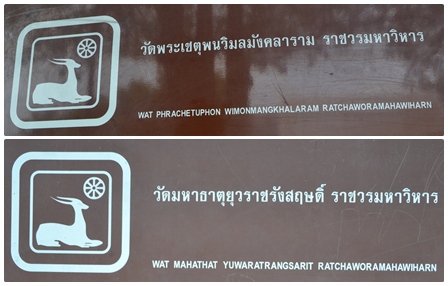 วัดพระเชตุพนวิมลมังคลาราม ราชวรมหาวิหาร
WAT PHRACHETUPHON WIMONMANGKHALARAM RATCHAWORAMAHAWIHARN
วัดมหาธาตุยุวราชรังสฤษดิ์ ราชวรมหาวิหาร
WAT MAHATHAT YUWARATRANGSARIT RATCHAWORAMAHAWIHARN